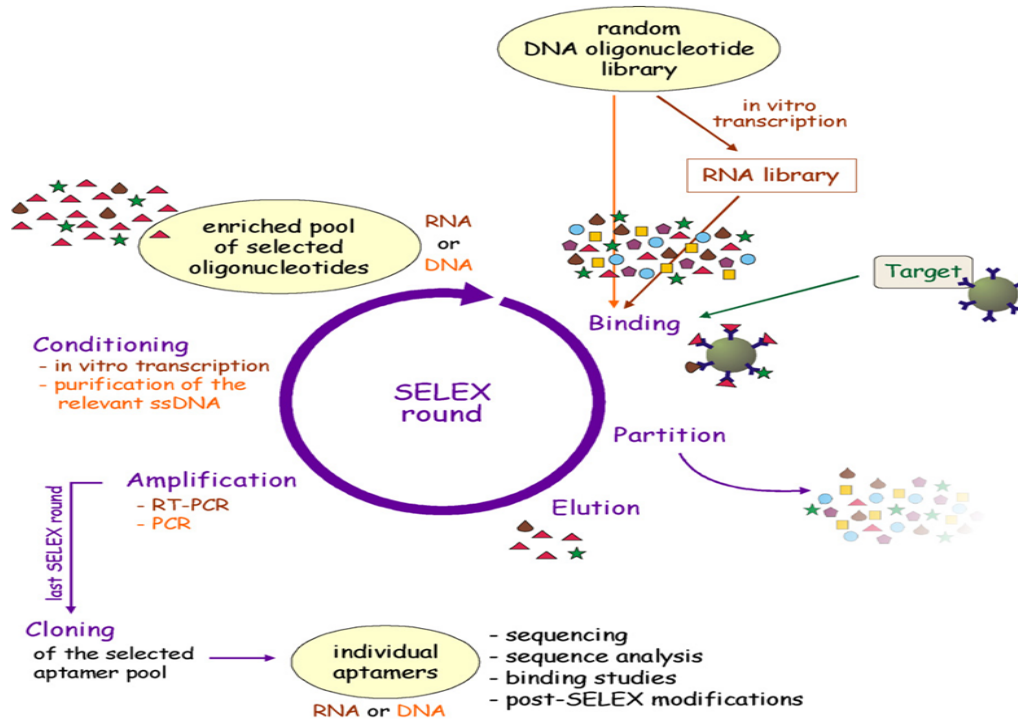 random
DNA oligonucleotide
library
in vitro
transcription
RNA library
enriched pool
of selected
oligonucleotides
RNA
or
DNA
Target
Binding
Conditioning
- in vitro transcription
- purification of the
relevant ssDNA
SELEX
round
Partition
Amplification
- RT-PCR
- PCR
Elution
last SELEX round
Cloning
of the selected
aptamer pool
individual
aptamers
RNA or DNA
- sequencing
- sequence analysis
- binding studies
- post-SELEX modifications